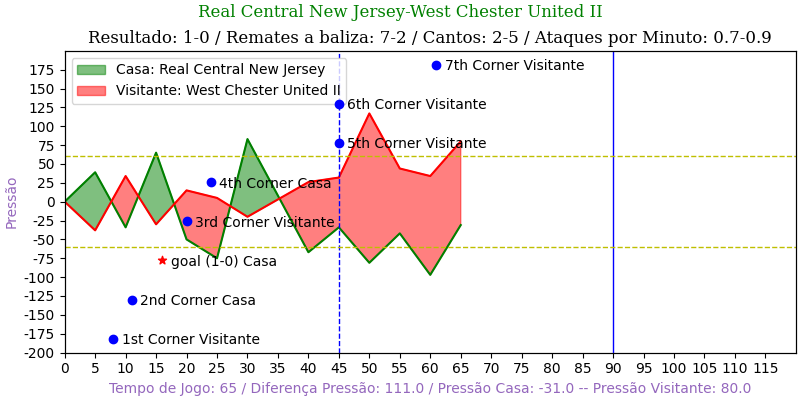 Real Central New Jersey-West Chester United II
Resultado: 1-0 / Remates a baliza: 7-2 / Cantos: 2-5 / Ataques por Minuto: 0.7-0.9
Casa: Real Central New Jersey
Visitante: West Chester United II
7th Corner Visitante
6th Corner Visitante
5th Corner Visitante
4th Corner Casa
3rd Corner Visitante
goal (1-0) Casa
2nd Corner Casa
1st Corner Visitante
Pressão
175
150
125
100
75
50
25
0
-25
-50
-75
-100
-125
-150
-175
-200
0 5 10 15 20 25 30 35 40 45 50 55 60 65 70 75 80 85 90 95 100 105 110 115
Tempo de Jogo: 65 / Diferença Pressão: 111.0 / Pressão Casa: -31.0 -- Pressão Visitante: 80.0